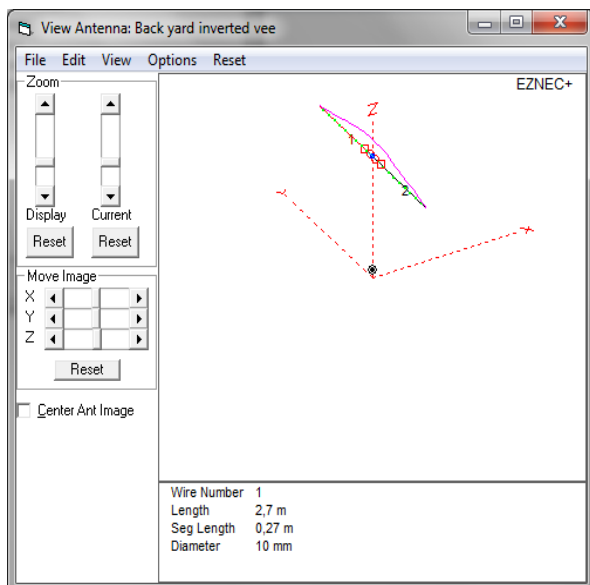 View Antenna: Back yard inverted vee
File Edit View Options Reset
Zoom
Display Current
Reset Reset
Move Image
X
Y
Z
Reset
Center Ant Image
EZNEC+
Z
1
2
Y
X
Wire Number 1
Length 2,7 m
Seg Length 0,27 m
Diameter 10 mm